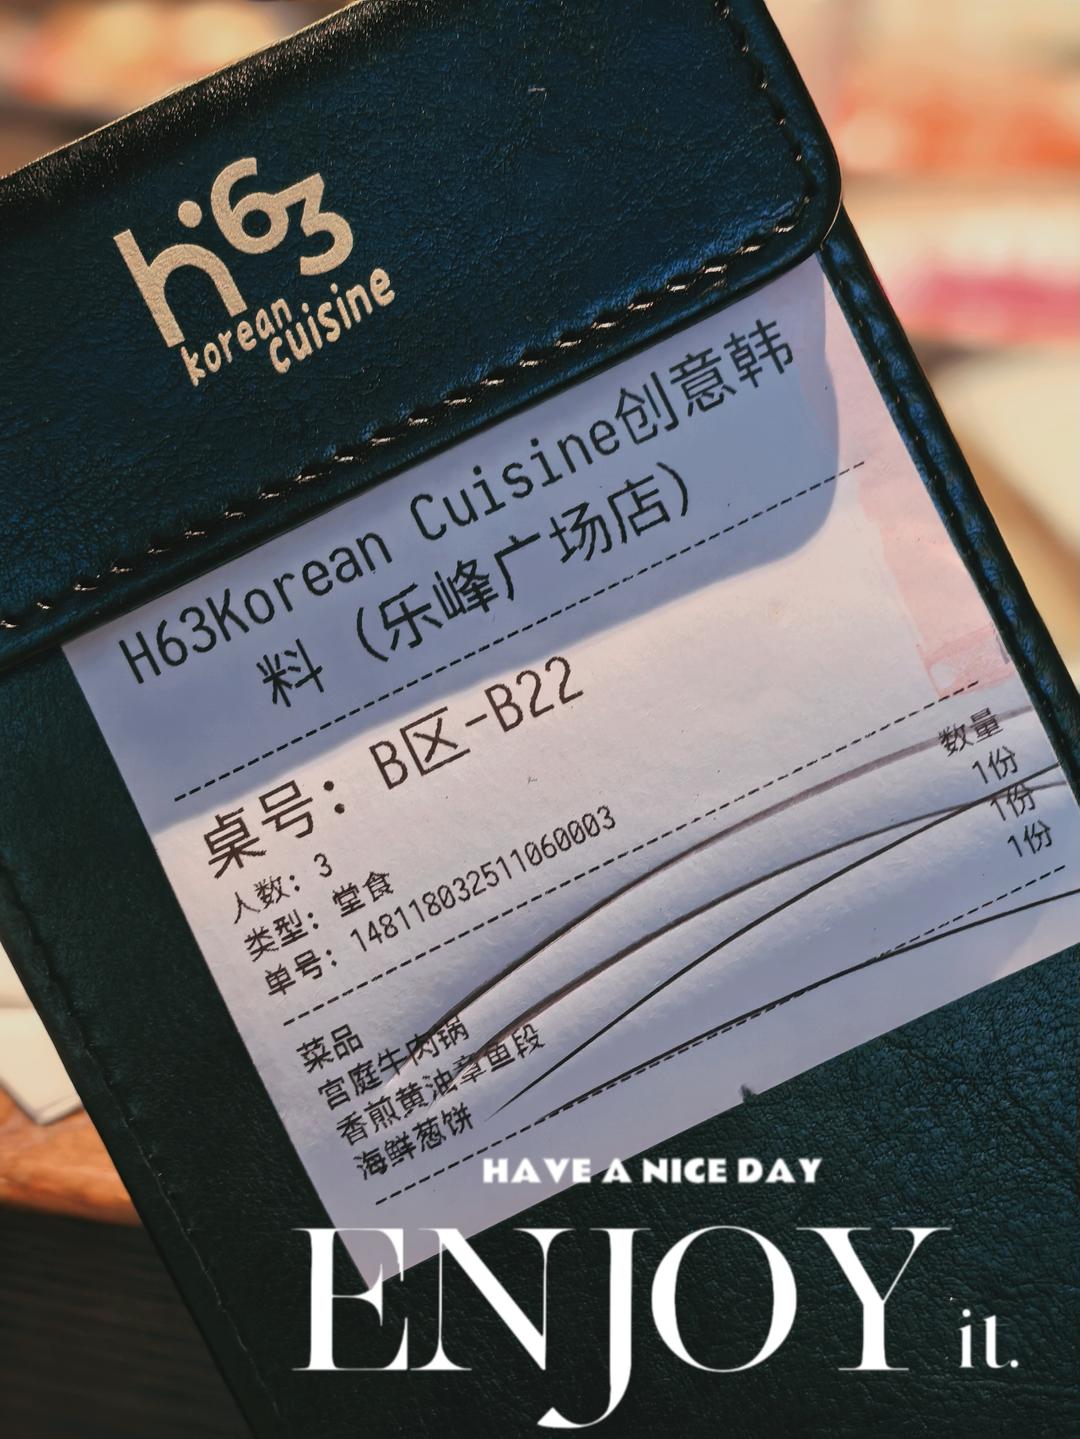 h63
korean
cuisine
H63Korean Cuisine创意韩
料（乐峰广场店）
桌号：B区-B22
人数：3
类型：堂食
单号：1481180325110600​03
菜品 数量
宫庭牛肉锅 1份
香煎黄油章鱼段 1份
海鲜葱饼 1份
HAVE A NICE DAY
ENJOY it.